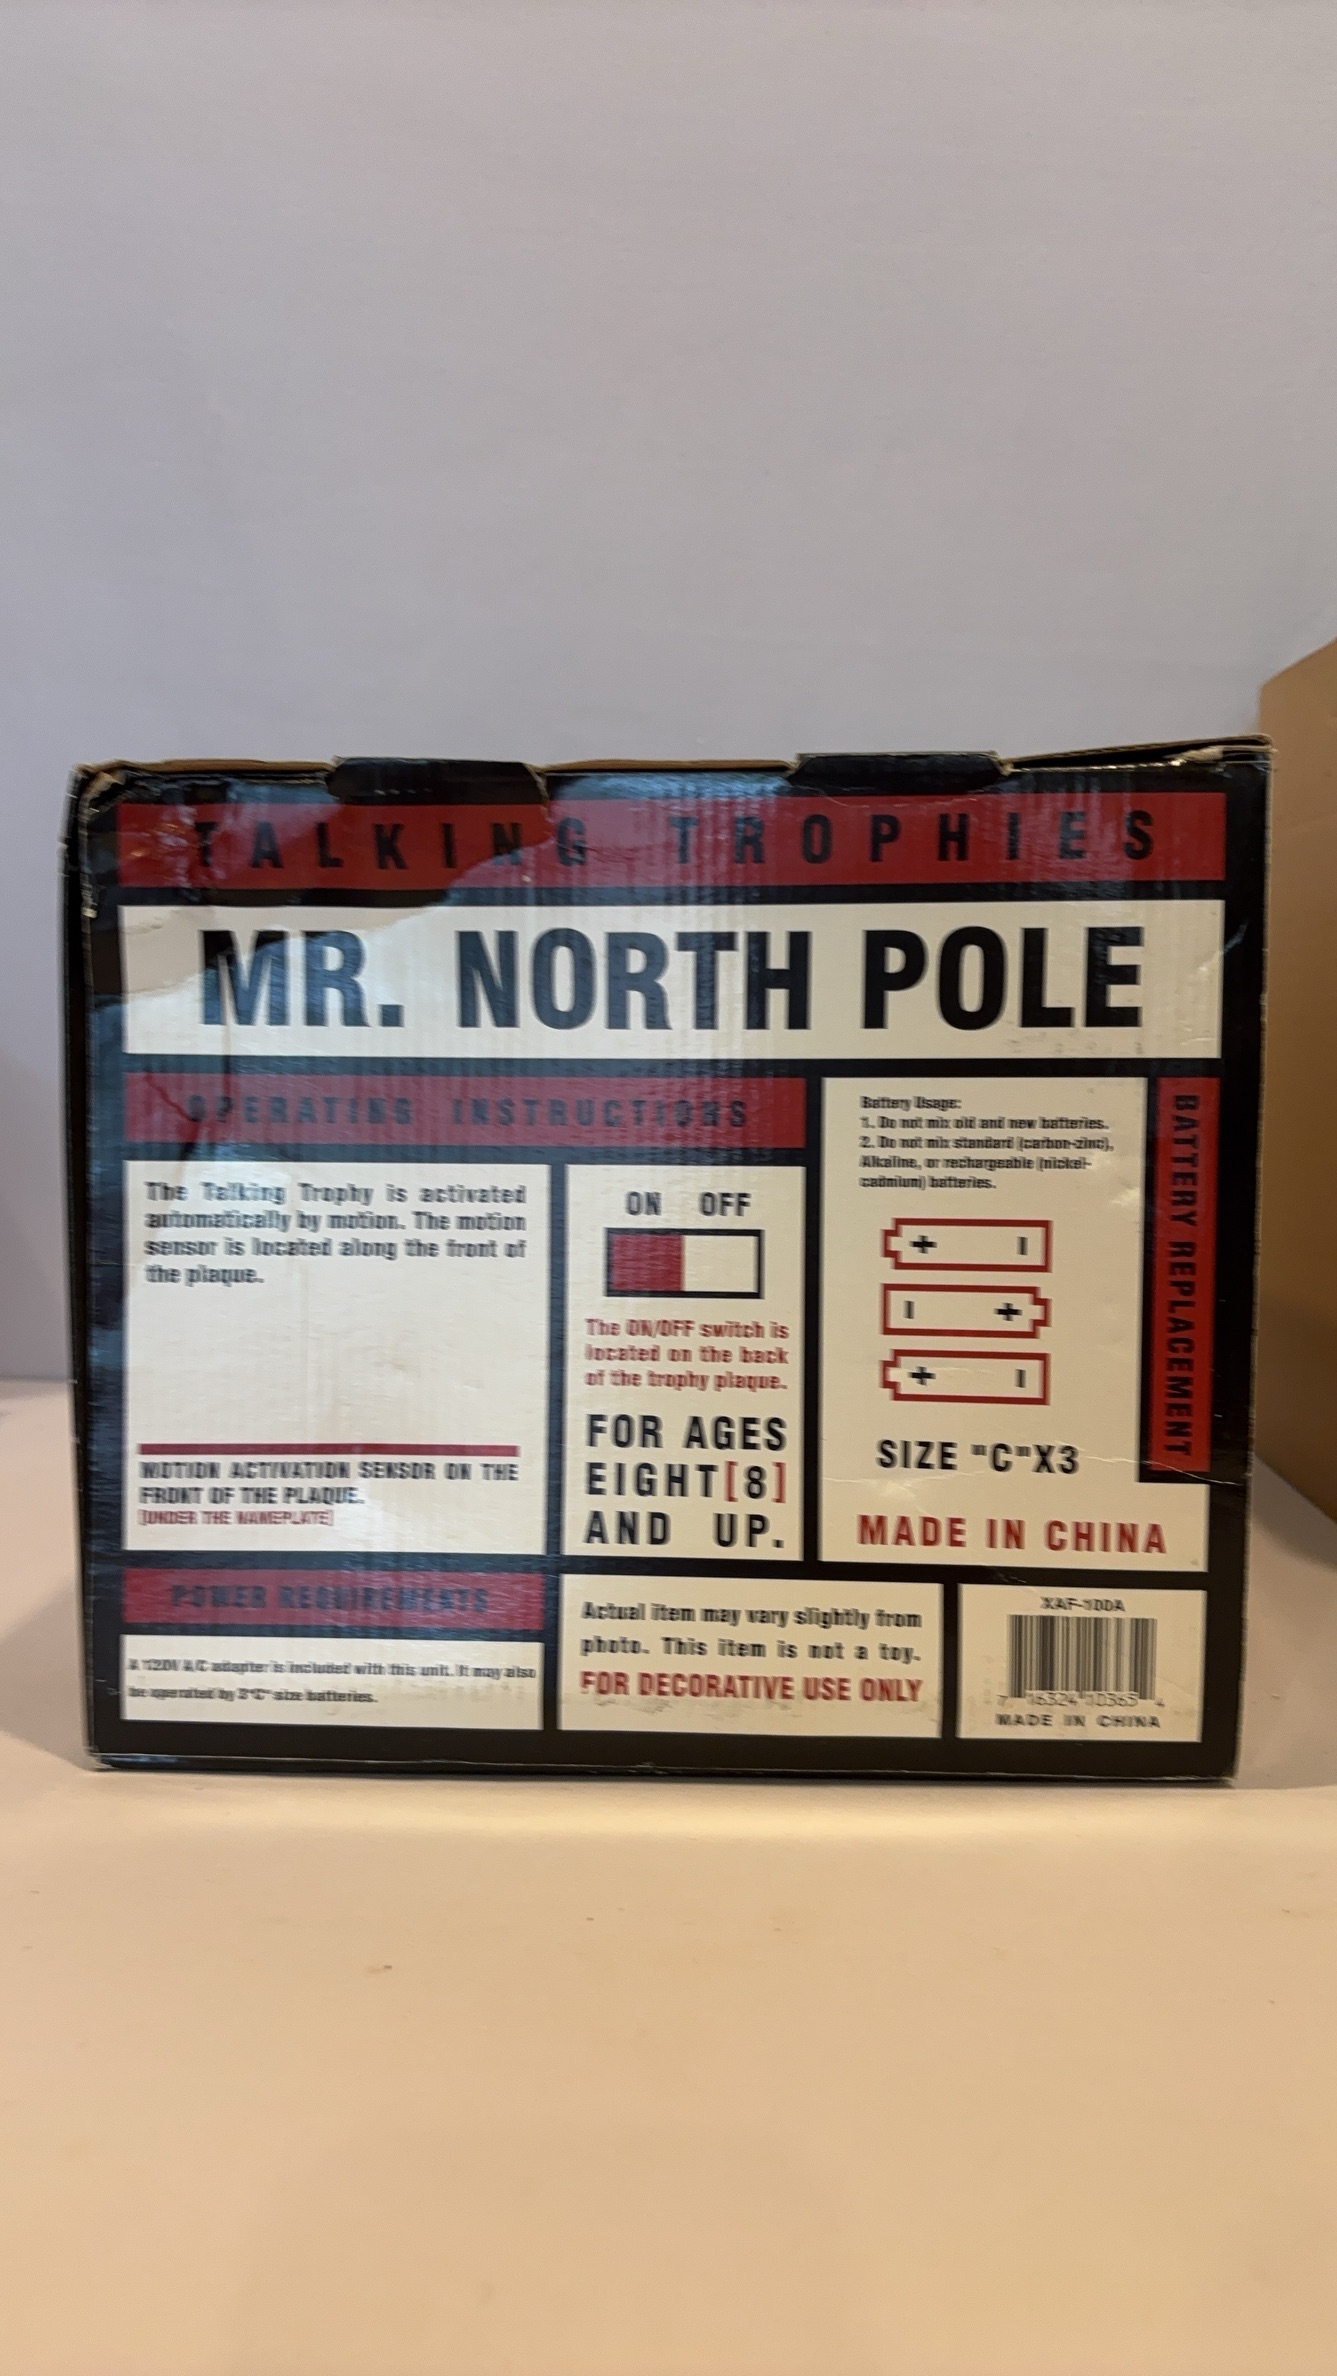 TALKING TROPHIES
MR. NORTH POLE
OPERATING INSTRUCTIONS
The Talking Trophy is activated
automatically by motion. The motion
sensor is located along the front of
the plaque.
MOTION ACTIVATION SENSOR ON THE
FRONT OF THE PLAQUE.
[UNDER THE NAMEPLATE]
ON OFF
The ON/OFF switch is
located on the back
of the trophy plaque.
FOR AGES
EIGHT[8]
AND UP.
Battery Usage:
1. Do not mix old and new batteries.
2. Do not mix standard (carbon-zinc),
Alkaline, or rechargeable (nickel-
cadmium) batteries.
+ -
- +
+ -
SIZE "C"X3
MADE IN CHINA
BATTERY REPLACEMENT
POWER REQUIREMENTS
A 120V A/C adapter is included with this unit. It may also
be operated by 3"C" size batteries.
Actual item may vary slightly from
photo. This item is not a toy.
FOR DECORATIVE USE ONLY
XAF-100A
7 16324 10365 4
MADE IN CHINA